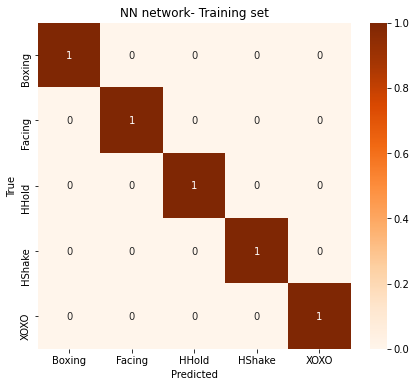 NN network- Training set
Boxing 1 0 0 0 0
Facing 0 1 0 0 0
HHold 0 0 1 0 0
HShake 0 0 0 1 0
XOXO 0 0 0 0 1
True
Boxing Facing HHold HShake XOXO
Predicted
1.0
0.8
0.6
0.4
0.2
0.0